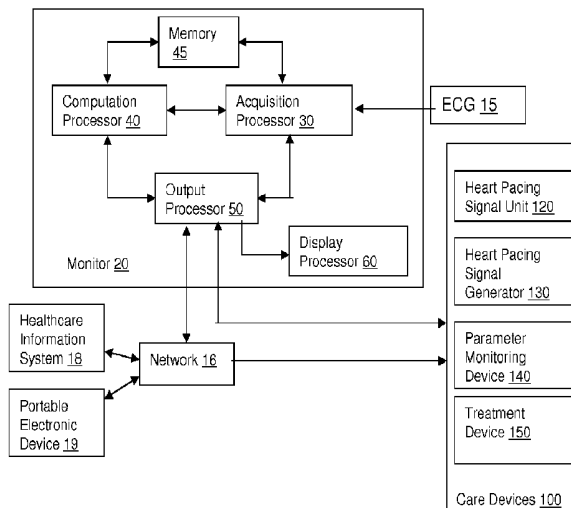 Memory
45
Computation
Processor 40
Acquisition
Processor 30
ECG 15
Output
Processor 50
Display
Processor 60
Monitor 20
Heart Pacing
Signal Unit 120
Heart Pacing
Signal
Generator 130
Parameter
Monitoring
Device 140
Treatment
Device 150
Care Devices 100
Healthcare
Information
System 18
Network 16
Portable
Electronic
Device 19